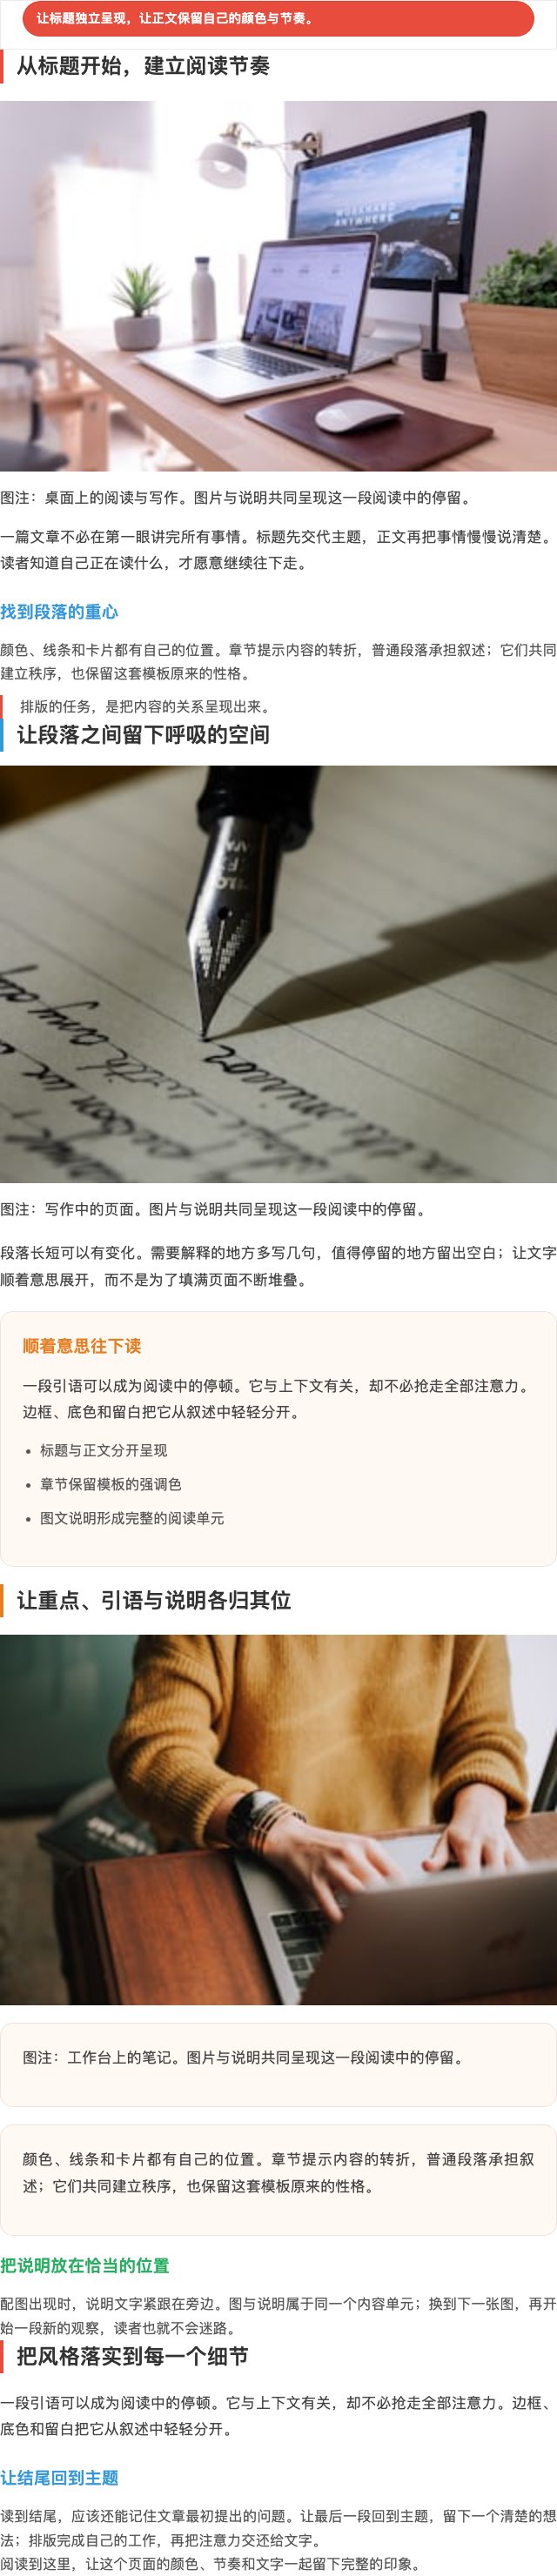 让标题独立呈现，让正文保留自己的颜色与节奏。
从标题开始，建立阅读节奏
WORKHARD
ANYWHERE
图注：桌面上的阅读与写作。图片与说明共同呈现这一段阅读中的停留。
一篇文章不必在第一眼讲完所有事情。标题先交代主题，正文再把事情慢慢说清楚。
读者知道自己正在读什么，才愿意继续往下走。
找到段落的重心
颜色、线条和卡片都有自己的位置。章节提示内容的转折，普通段落承担叙述；它们共同
建立秩序，也保留这套模板原来的性格。
排版的任务，是把内容的关系呈现出来。
让段落之间留下呼吸的空间
图注：写作中的页面。图片与说明共同呈现这一段阅读中的停留。
段落长短可以有变化。需要解释的地方多写几句，值得停留的地方留出空白；让文字
顺着意思展开，而不是为了填满页面不断堆叠。
顺着意思往下读
一段引语可以成为阅读中的停顿。它与上下文有关，却不必抢走全部注意力。
边框、底色和留白把它从叙述中轻轻分开。
• 标题与正文分开呈现
• 章节保留模板的强调色
• 图文说明形成完整的阅读单元
让重点、引语与说明各归其位
图注：工作台上的笔记。图片与说明共同呈现这一段阅读中的停留。
颜色、线条和卡片都有自己的位置。章节提示内容的转折，普通段落承担叙
述；它们共同建立秩序，也保留这套模板原来的性格。
把说明放在恰当的位置
配图出现时，说明文字紧跟在旁边。图与说明属于同一个内容单元；换到下一张图，再开
始一段新的观察，读者也就不会迷路。
把风格落实到每一个细节
一段引语可以成为阅读中的停顿。它与上下文有关，却不必抢走全部注意力。边框、
底色和留白把它从叙述中轻轻分开。
让结尾回到主题
读到结尾，应该还能记住文章最初提出的问题。让最后一段回到主题，留下一个清楚的想
法；排版完成自己的工作，再把注意力交还给文字。
阅读到这里，让这个页面的颜色、节奏和文字一起留下完整的印象。